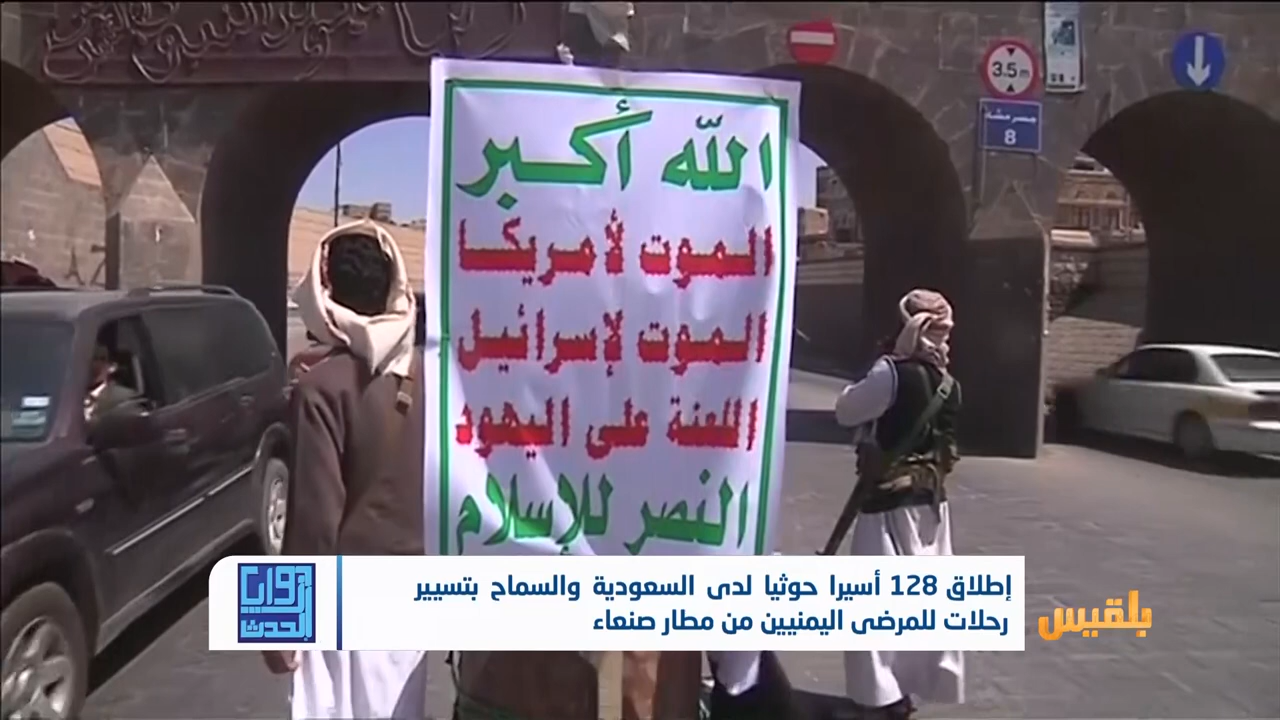 3.5 m
8
الله أكبر
الموت لأمريكا
الموت لإسرائيل
اللعنة على اليهود
النصر للإسلام
زوايا الحدث
إطلاق 128 أسيرا حوثيا لدى السعودية والسماح بتسيير
رحلات للمرضى اليمنيين من مطار صنعاء
بلقيس